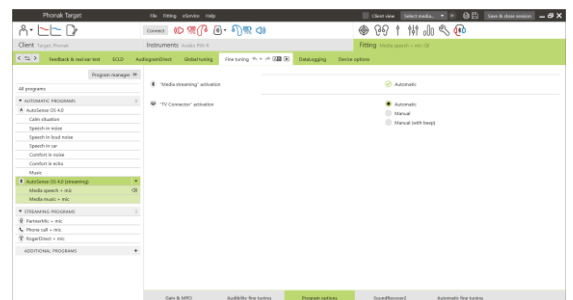 Phonak Target
File Fitting eService Help
Client view Select media...
Save & close session
Connect
Client Target, Phonak
Instruments Audéo P90-R
Fitting Media speech + mic
Feedback & real ear test SCLD AudiogramDirect Global tuning Fine tuning DataLogging Device options
Program manager
All programs
AUTOMATIC PROGRAMS
AutoSense OS 4.0
Calm situation
Speech in noise
Speech in loud noise
Speech in car
Comfort in noise
Comfort in echo
Music
AutoSense OS 4.0 (streaming)
Media speech + mic
Media music + mic
STREAMING PROGRAMS
PartnerMic + mic
Phone call + mic
RogerDirect + mic
ADDITIONAL PROGRAMS
"Media streaming" activation
Automatic
"TV Connector" activation
Automatic
Manual
Manual (with beep)
Gain & MPO Audibility fine tuning Program options SoundRecover2 Automatic fine tuning